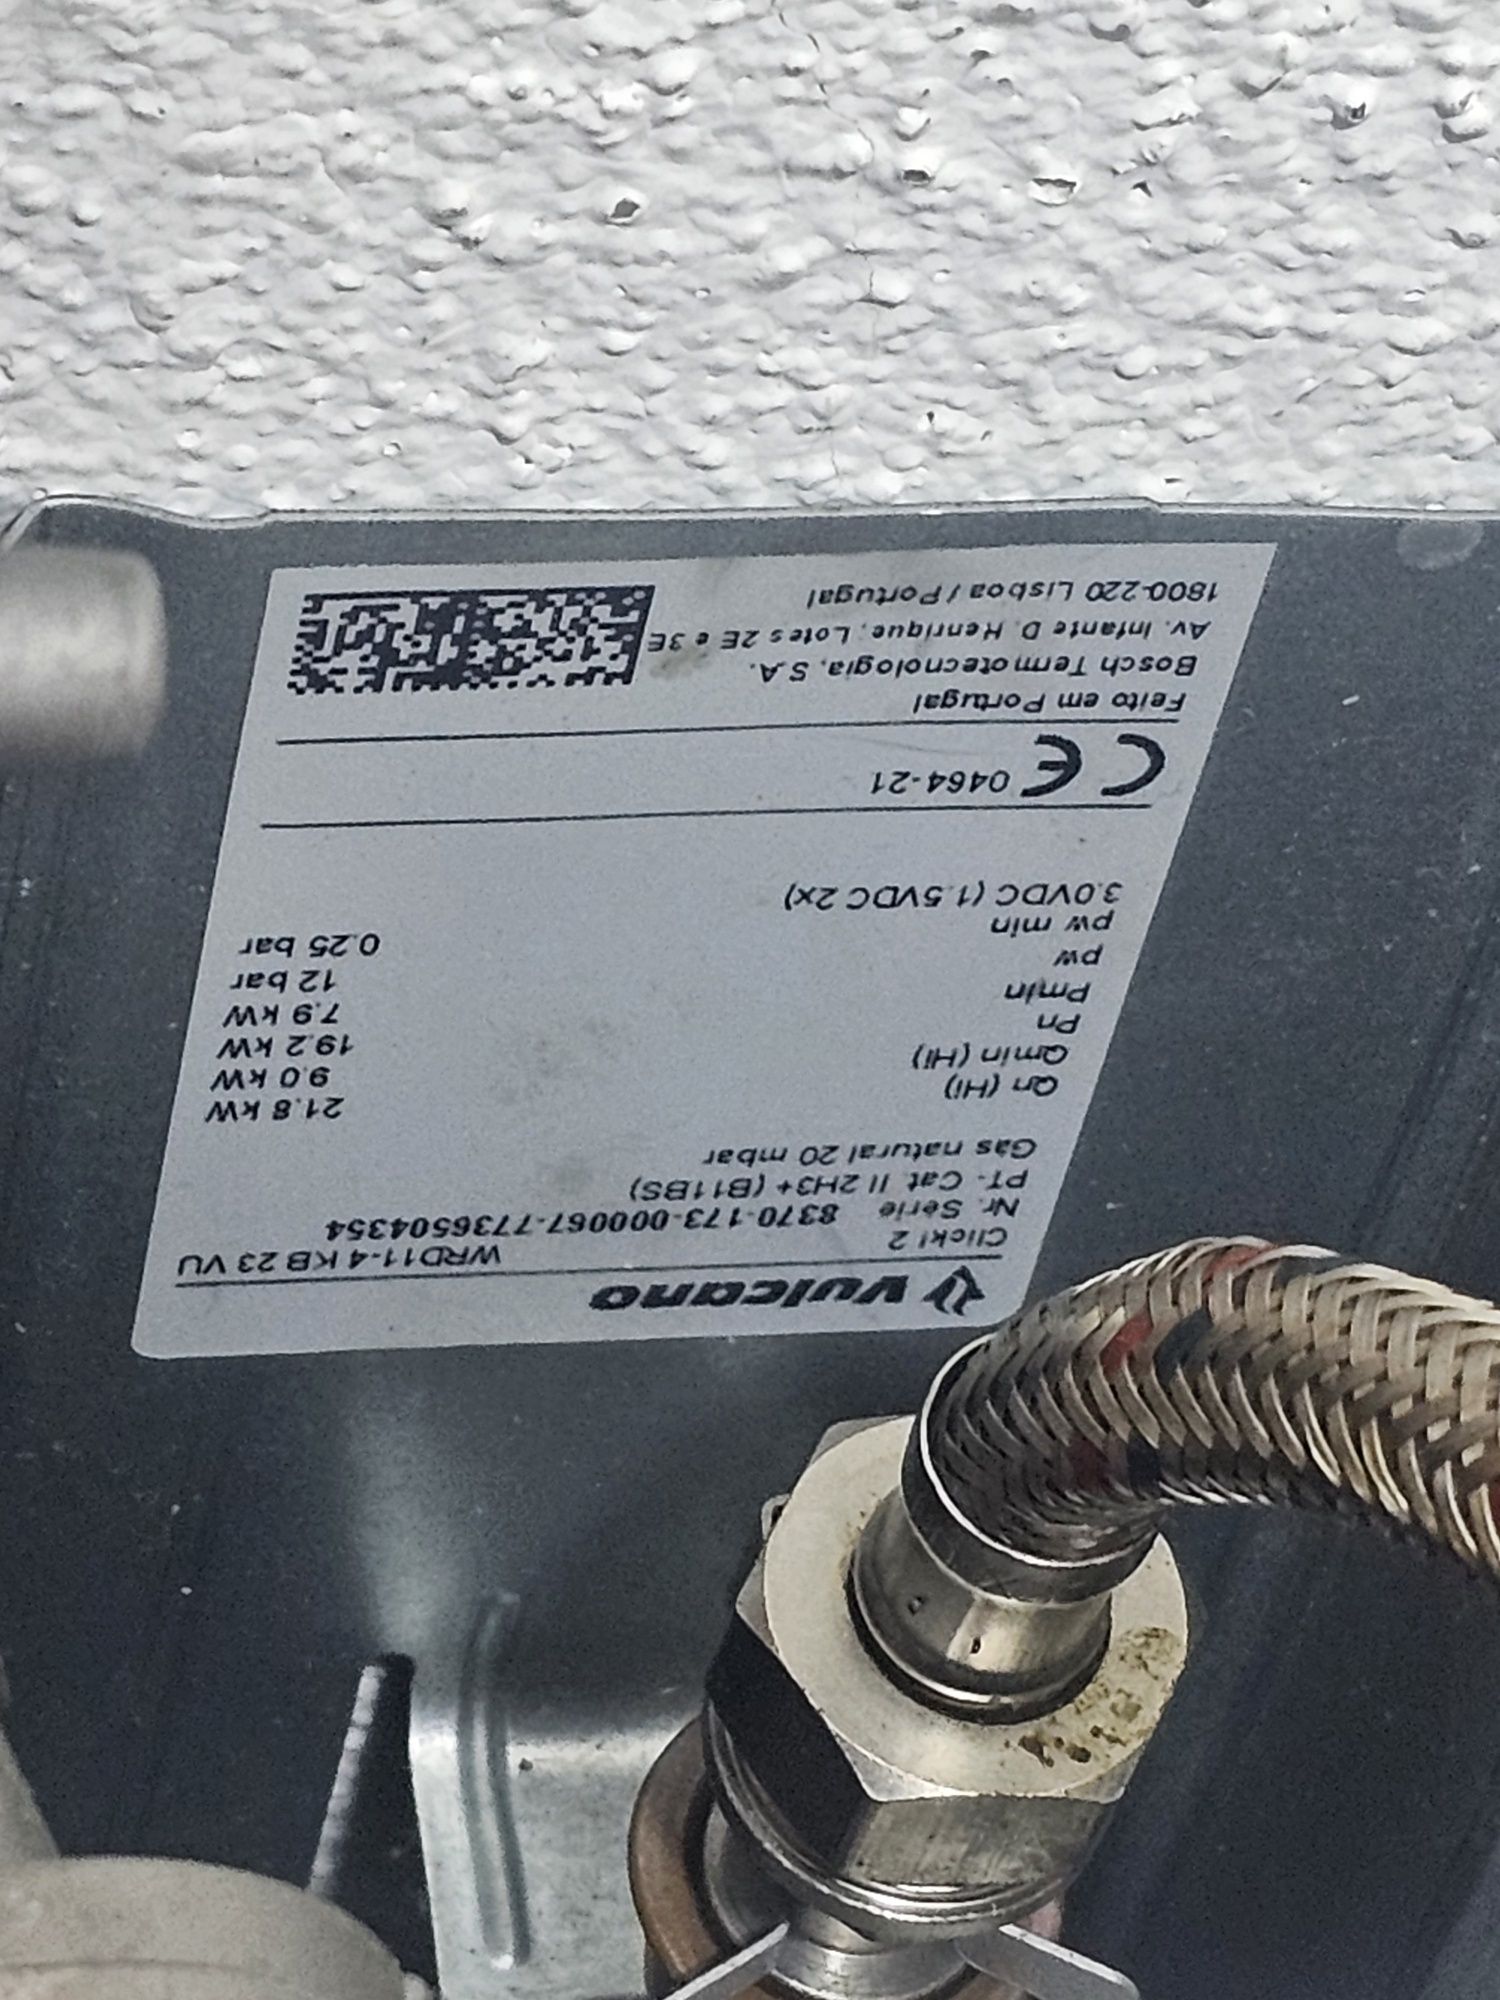 Vulcano
Click! 2 WRD11-4 KB 23 VU
Nr. Serie 8370-173-000067-7736504354
PT- Cat. II 2H3+ (B11BS)
Gás natural 20 mbar
Qn (Hi) 21.8 kW
Qmin (Hi) 9.0 kW
Pn 19.2 kW
Pmin 7.9 kW
pw 12 bar
pw min 0.25 bar
3.0VDC (1.5VDC 2x)
CE 0464-21
Feito em Portugal
Bosch Termotecnologia, S.A.
Av. Infante D. Henrique, Lotes 2E e 3E
1800-220 Lisboa / Portugal